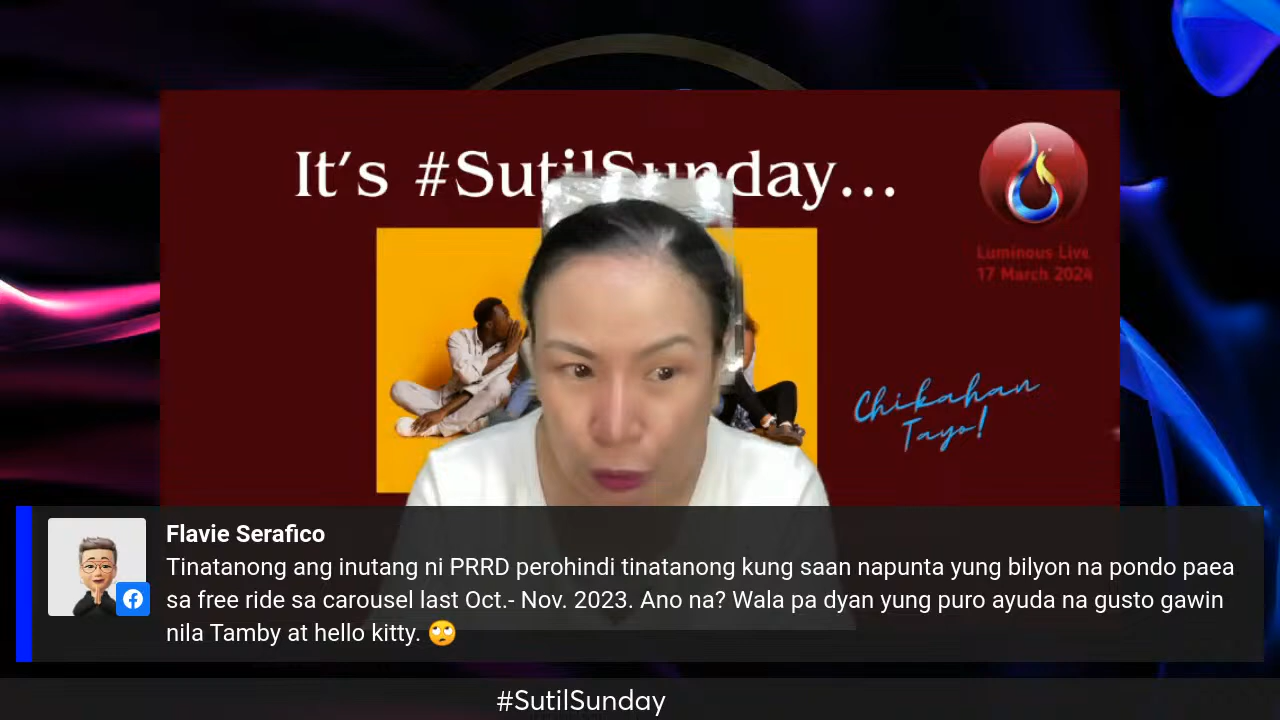 It's #SutilSunday...
Luminous Live
17 March 2024
Chikahan
Tayo!
Flavie Serafico
Tinatanong ang inutang ni PRRD perohindi tinatanong kung saan napunta yung bilyon na pondo paea
sa free ride sa carousel last Oct.- Nov. 2023. Ano na? Wala pa dyan yung puro ayuda na gusto gawin
nila Tamby at hello kitty. 🙄
#SutilSunday